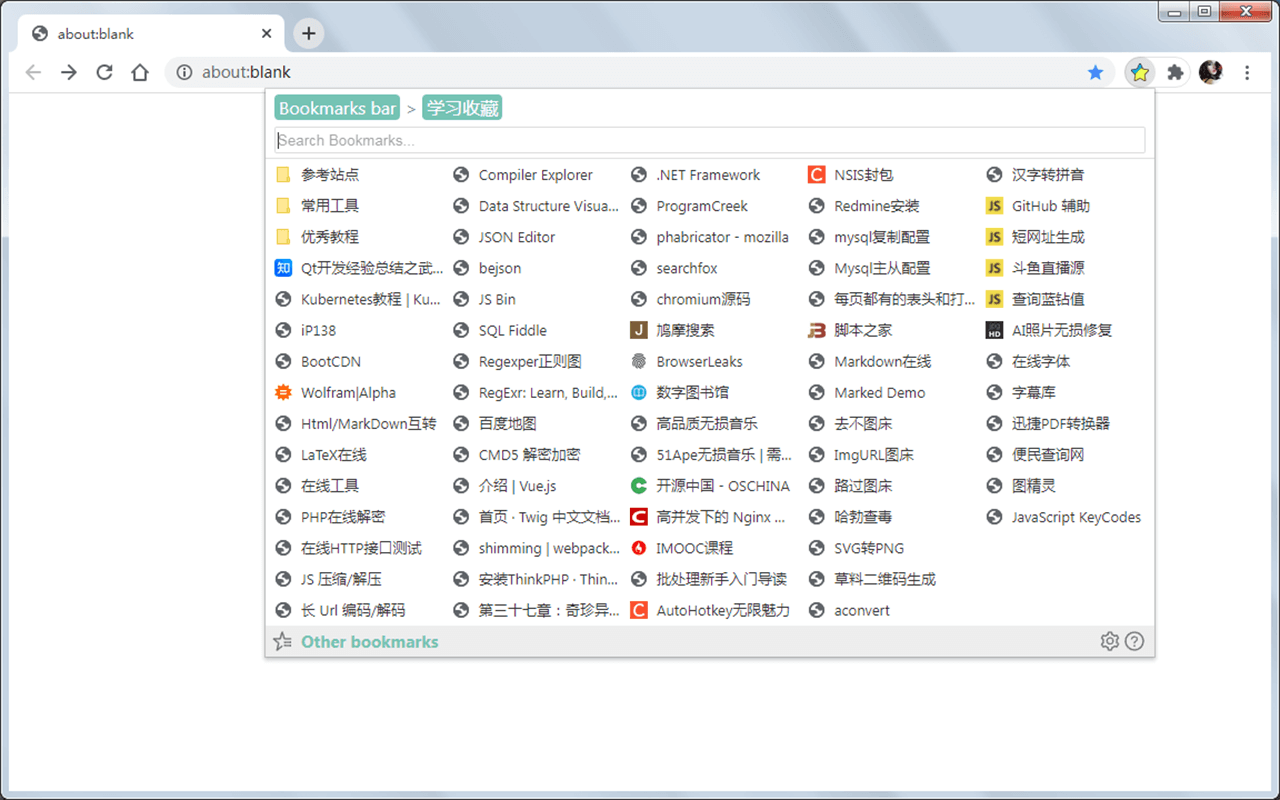 about:blank
about:blank
Bookmarks bar > 学习收藏
Search Bookmarks...
参考站点
常用工具
优秀教程
Qt开发经验总结之武...
Kubernetes教程 | Ku...
iP138
BootCDN
Wolfram|Alpha
Html/MarkDown互转
LaTeX在线
在线工具
PHP在线解密
在线HTTP接口测试
JS 压缩/解压
长 Url 编码/解码
Compiler Explorer
Data Structure Visua...
JSON Editor
bejson
JS Bin
SQL Fiddle
Regexper正则图
RegExr: Learn, Build,...
百度地图
CMD5 解密加密
介绍 | Vue.js
首页 · Twig 中文文档...
shimming | webpack...
安装ThinkPHP · Thin...
第三十七章：奇珍异...
.NET Framework
ProgramCreek
phabricator - mozilla
searchfox
chromium源码
鸠摩搜索
BrowserLeaks
数字图书馆
高品质无损音乐
51Ape无损音乐 | 需...
开源中国 - OSCHINA
高并发下的 Nginx ...
IMOOC课程
批处理新手入门导读
AutoHotkey无限魅力
NSIS封包
Redmine安装
mysql复制配置
Mysql主从配置
每页都有的表头和打...
脚本之家
Markdown在线
Marked Demo
去不图床
ImgURL图床
路过图床
哈勃查毒
SVG转PNG
草料二维码生成
aconvert
汉字转拼音
GitHub 辅助
短网址生成
斗鱼直播源
查询蓝钻值
AI照片无损修复
在线字体
字幕库
迅捷PDF转换器
便民查询网
图精灵
JavaScript KeyCodes
Other bookmarks